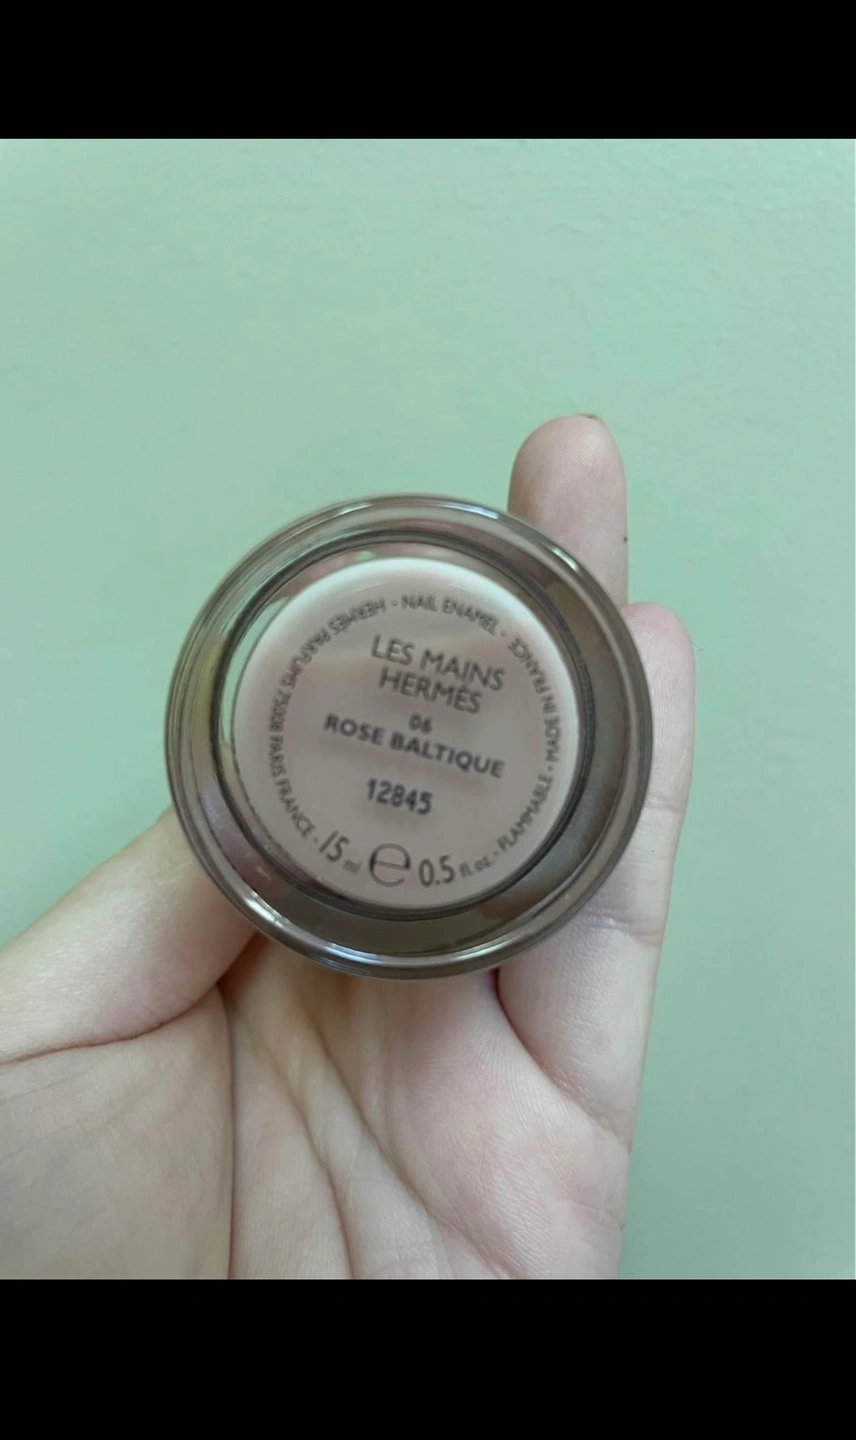 LES MAINS
HERMÈS
06
ROSE BALTIQUE
12845
15 ml e 0.5 fl. oz. - FLAMMABLE - MADE IN FRANCE
HERMÈS PARFUMS 75008 PARIS FRANCE -
- NAIL ENAMEL -